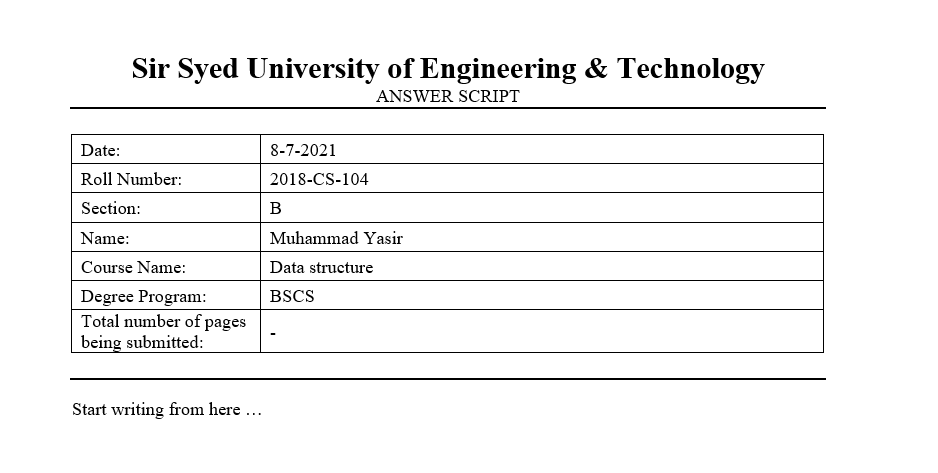 Sir Syed University of Engineering & Technology
ANSWER SCRIPT
Date: 8-7-2021
Roll Number: 2018-CS-104
Section: B
Name: Muhammad Yasir
Course Name: Data structure
Degree Program: BSCS
Total number of pages
being submitted: -
Start writing from here …